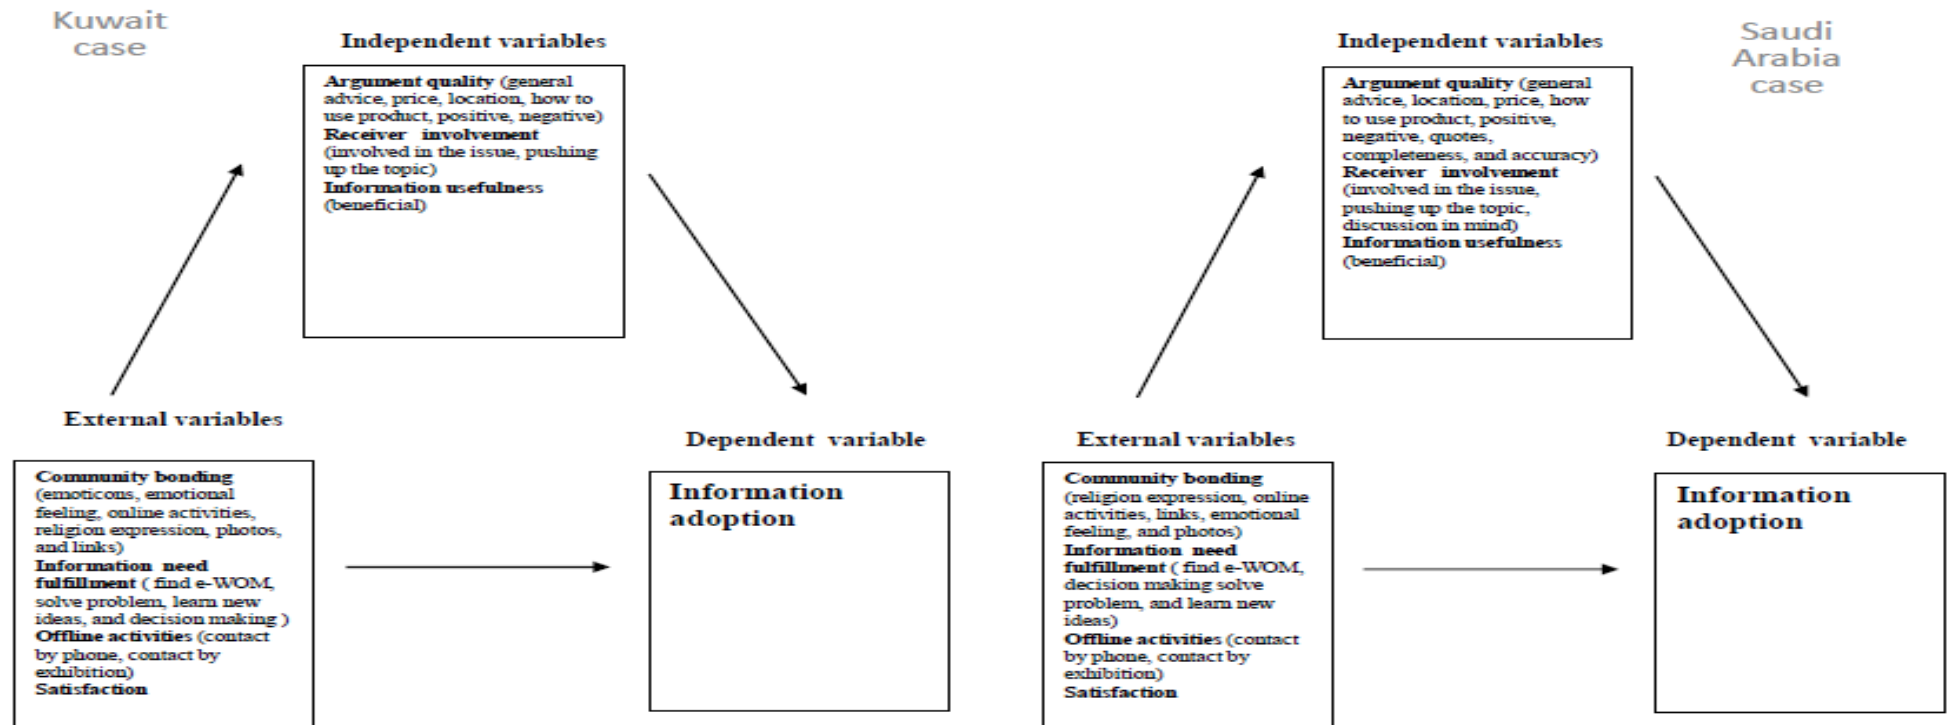 Kuwait
case
Independent variables
Argument quality (general
advice, price, location, how to
use product, positive, negative)
Receiver involvement
(involved in the issue, pushing
up the topic)
Information usefulness
(beneficial)
External variables
Community bonding
(emoticons, emotional
feeling, online activities,
religion expression, photos,
and links)
Information need
fulfillment ( find e-WOM,
solve problem, learn new
ideas, and decision making )
Offline activities (contact
by phone, contact by
exhibition)
Satisfaction
Dependent variable
Information
adoption
Saudi
Arabia
case
Independent variables
Argument quality (general
advice, location, price, how
to use product, positive,
negative, quotes,
completeness, and accuracy)
Receiver involvement
(involved in the issue,
pushing up the topic,
discussion in mind)
Information usefulness
(beneficial)
External variables
Community bonding
(religion expression, online
activities, links, emotional
feeling, and photos)
Information need
fulfillment ( find e-WOM,
decision making solve
problem, and learn new
ideas)
Offline activities (contact
by phone, contact by
exhibition)
Satisfaction
Dependent variable
Information
adoption